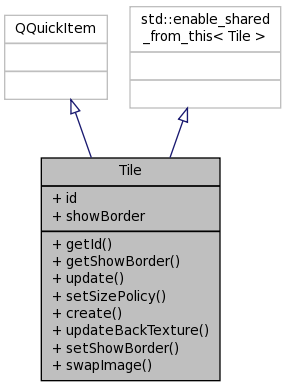 QQuickItem
std::enable_shared
_from_this< Tile >
Tile
+ id
+ showBorder
+ getId()
+ getShowBorder()
+ update()
+ setSizePolicy()
+ create()
+ updateBackTexture()
+ setShowBorder()
+ swapImage()